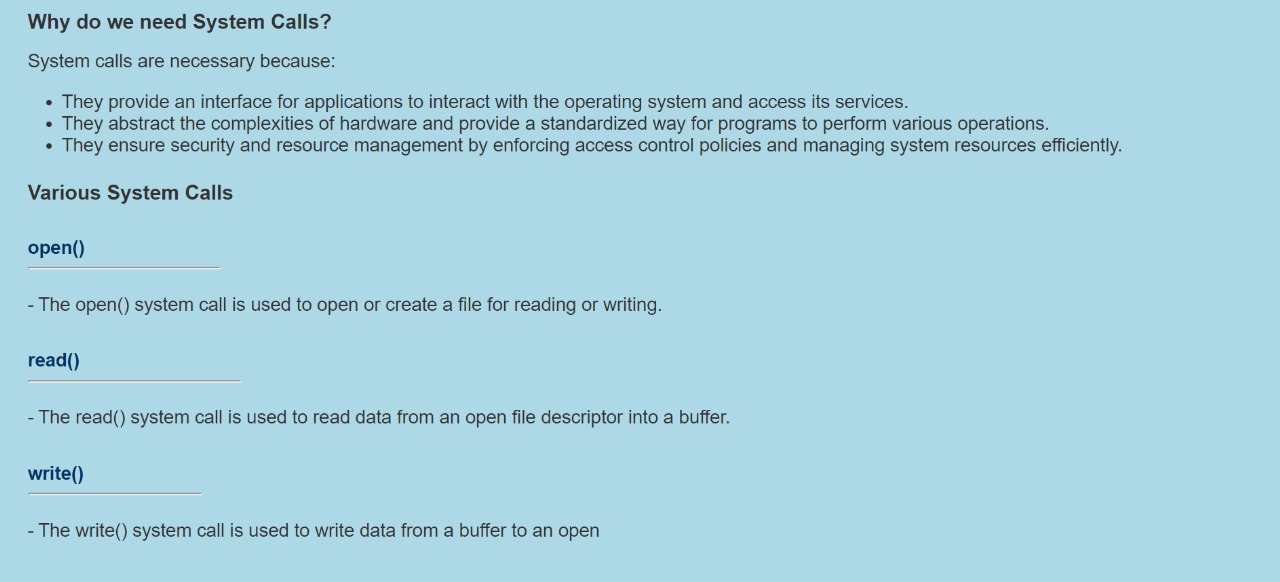 Why do we need System Calls?
System calls are necessary because:
• They provide an interface for applications to interact with the operating system and access its services.
• They abstract the complexities of hardware and provide a standardized way for programs to perform various operations.
• They ensure security and resource management by enforcing access control policies and managing system resources efficiently.
Various System Calls
open()
- The open() system call is used to open or create a file for reading or writing.
read()
- The read() system call is used to read data from an open file descriptor into a buffer.
write()
- The write() system call is used to write data from a buffer to an open